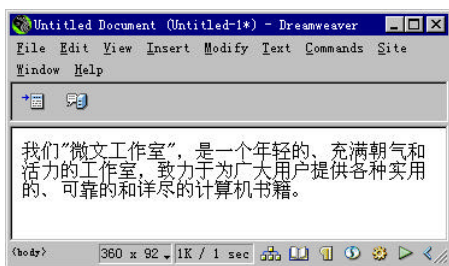 Untitled Document (Untitled-1*) - Dreamweaver
File Edit View Insert Modify Text Commands Site
Window Help
我们"微文工作室", 是一个年轻的、充满朝气和
活力的工作室, 致力于为广大用户提供各种实用
的、可靠的和详尽的计算机书籍。
<body> 360 x 92 1K / 1 sec